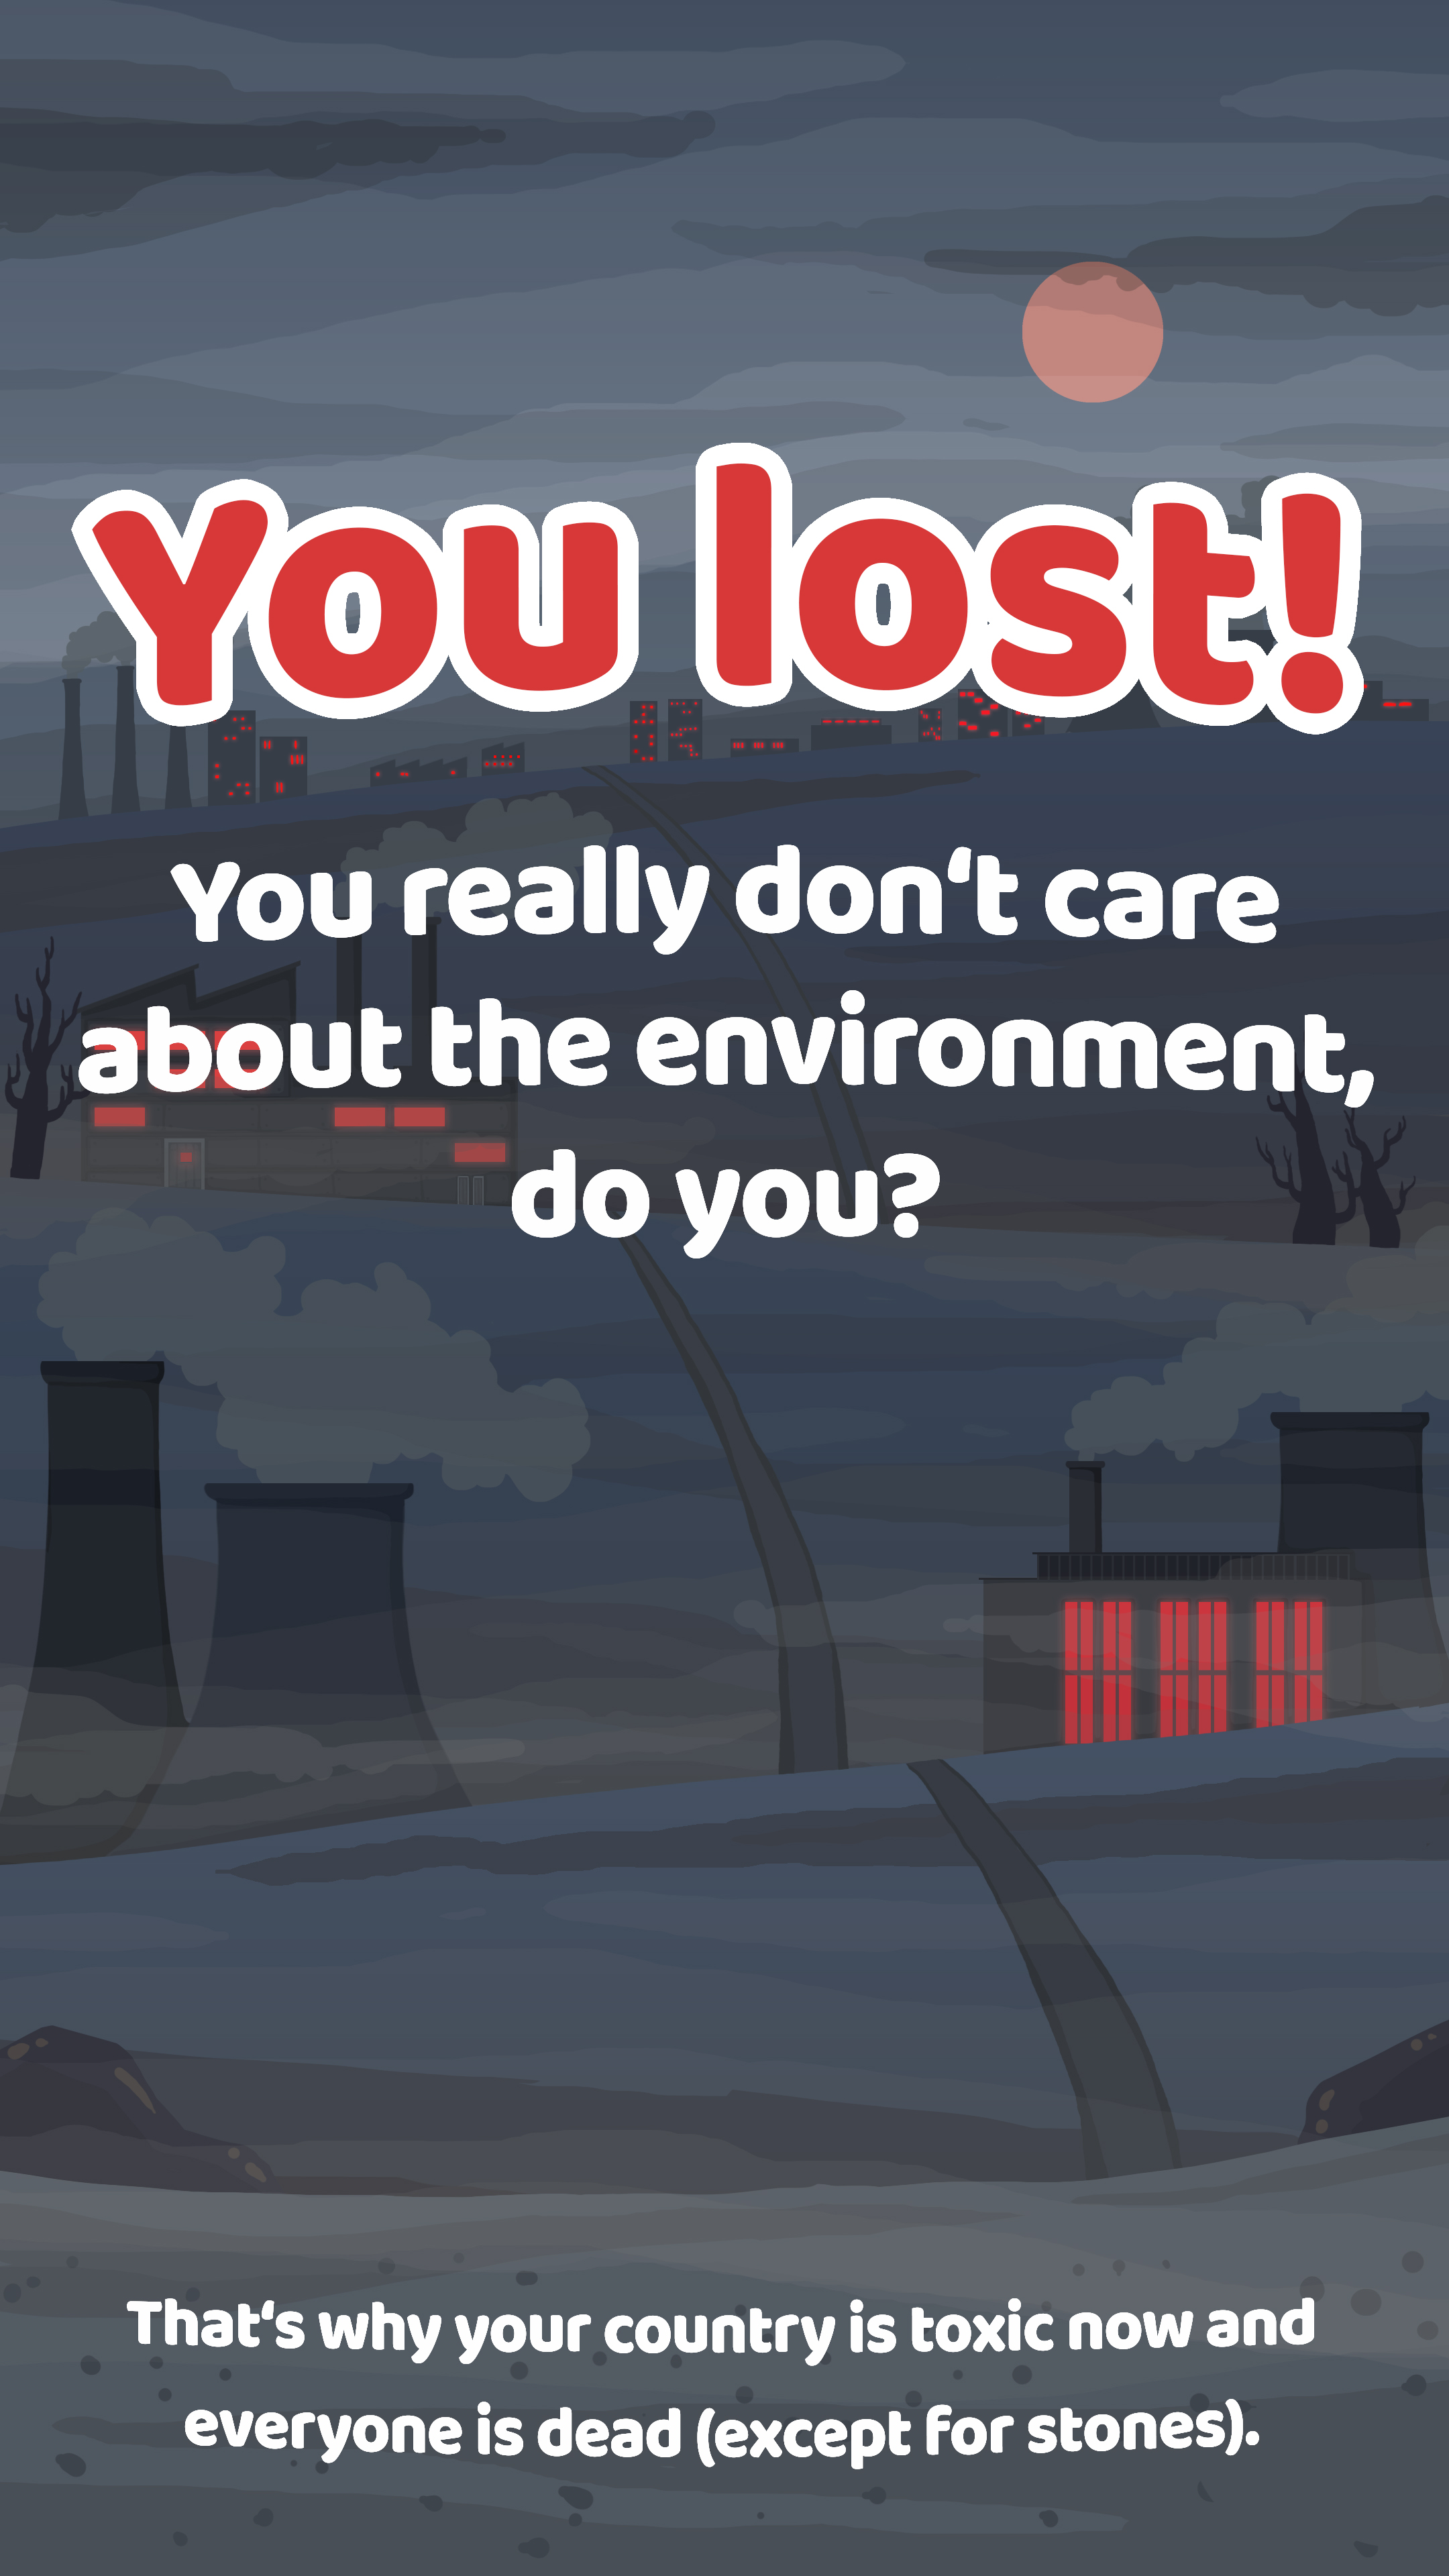 You lost!
You really don‘t care
about the environment,
do you?
That‘s why your country is toxic now and
everyone is dead (except for stones).